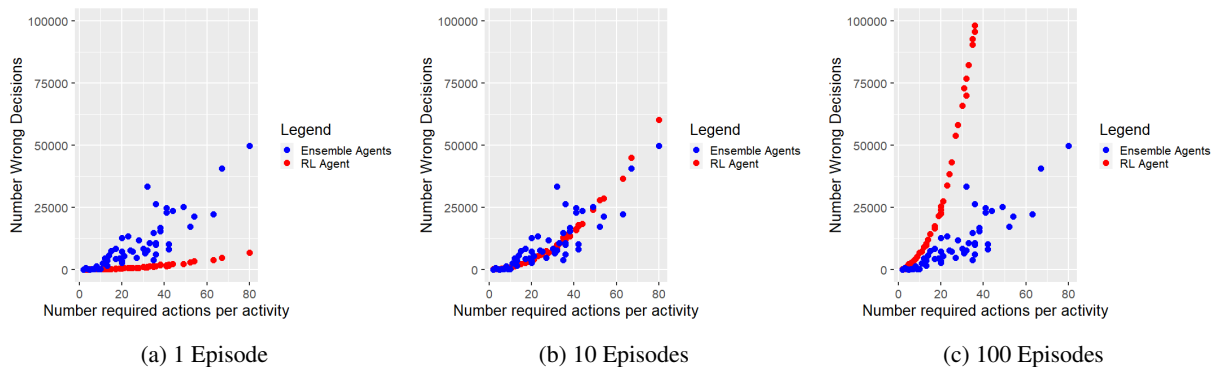 100000
75000
50000
25000
0
Number Wrong Decisions
0 20 40 60 80
Number required actions per activity
Legend
Ensemble Agents
RL Agent
(a) 1 Episode
100000
75000
50000
25000
0
Number Wrong Decisions
0 20 40 60 80
Number required actions per activity
Legend
Ensemble Agents
RL Agent
(b) 10 Episodes
100000
75000
50000
25000
0
Number Wrong Decisions
0 20 40 60 80
Number required actions per activity
Legend
Ensemble Agents
RL Agent
(c) 100 Episodes